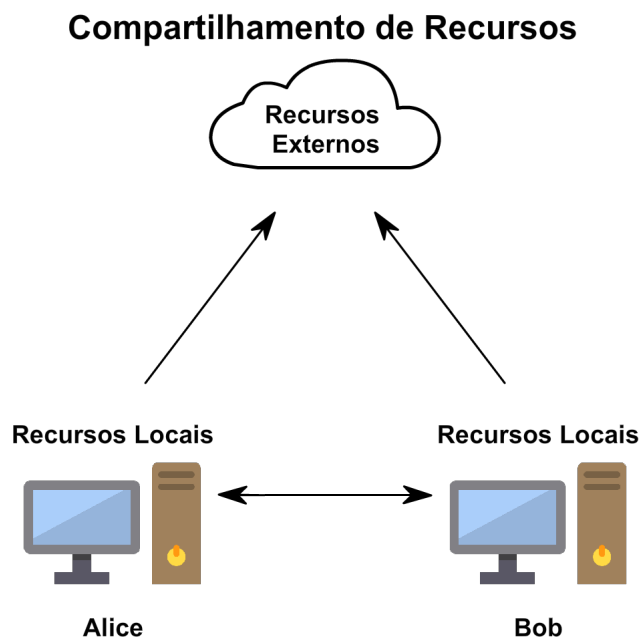 Compartilhamento de Recursos
Recursos
Externos
Recursos Locais
Recursos Locais
Alice
Bob